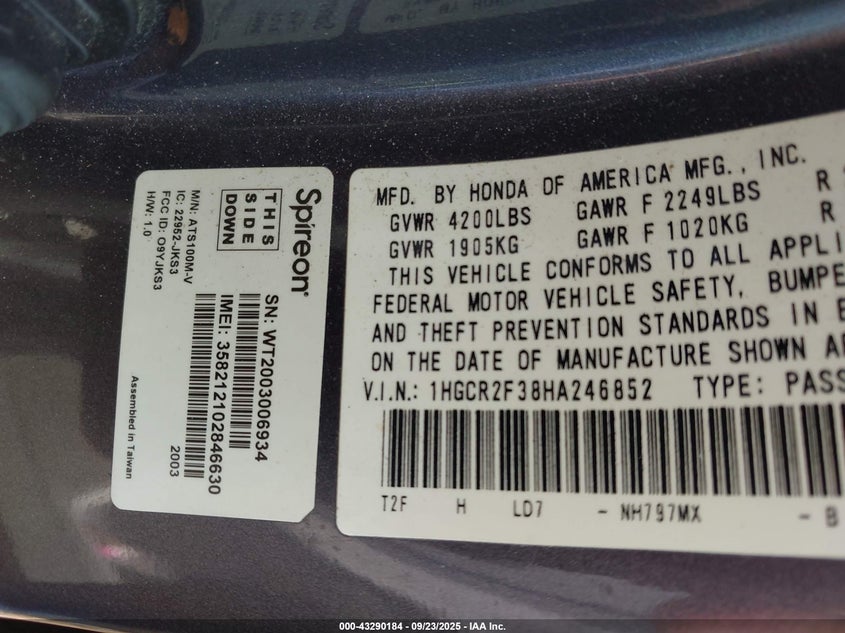 Spireon
THIS
SIDE
DOWN
M/N: ATS100M-V
IC: 22952-JKS3
FCC ID: O9YJKS3
H/W: 1.0
SN: WT2003006934
IMEI: 358212102846630
2003
Assembled in Taiwan
MFD. BY HONDA OF AMERICA MFG., INC.
GVWR 4200LBS GAWR F 2249LBS R
GVWR 1905KG GAWR F 1020KG R
THIS VEHICLE CONFORMS TO ALL APPLI
FEDERAL MOTOR VEHICLE SAFETY, BUMPE
AND THEFT PREVENTION STANDARDS IN E
ON THE DATE OF MANUFACTURE SHOWN A
V.I.N.: 1HGCR2F38HA246852 TYPE: PASS
T2F H LD7 - NH797MX - B
000-43290184 - 09/23/2025 - IAA Inc.